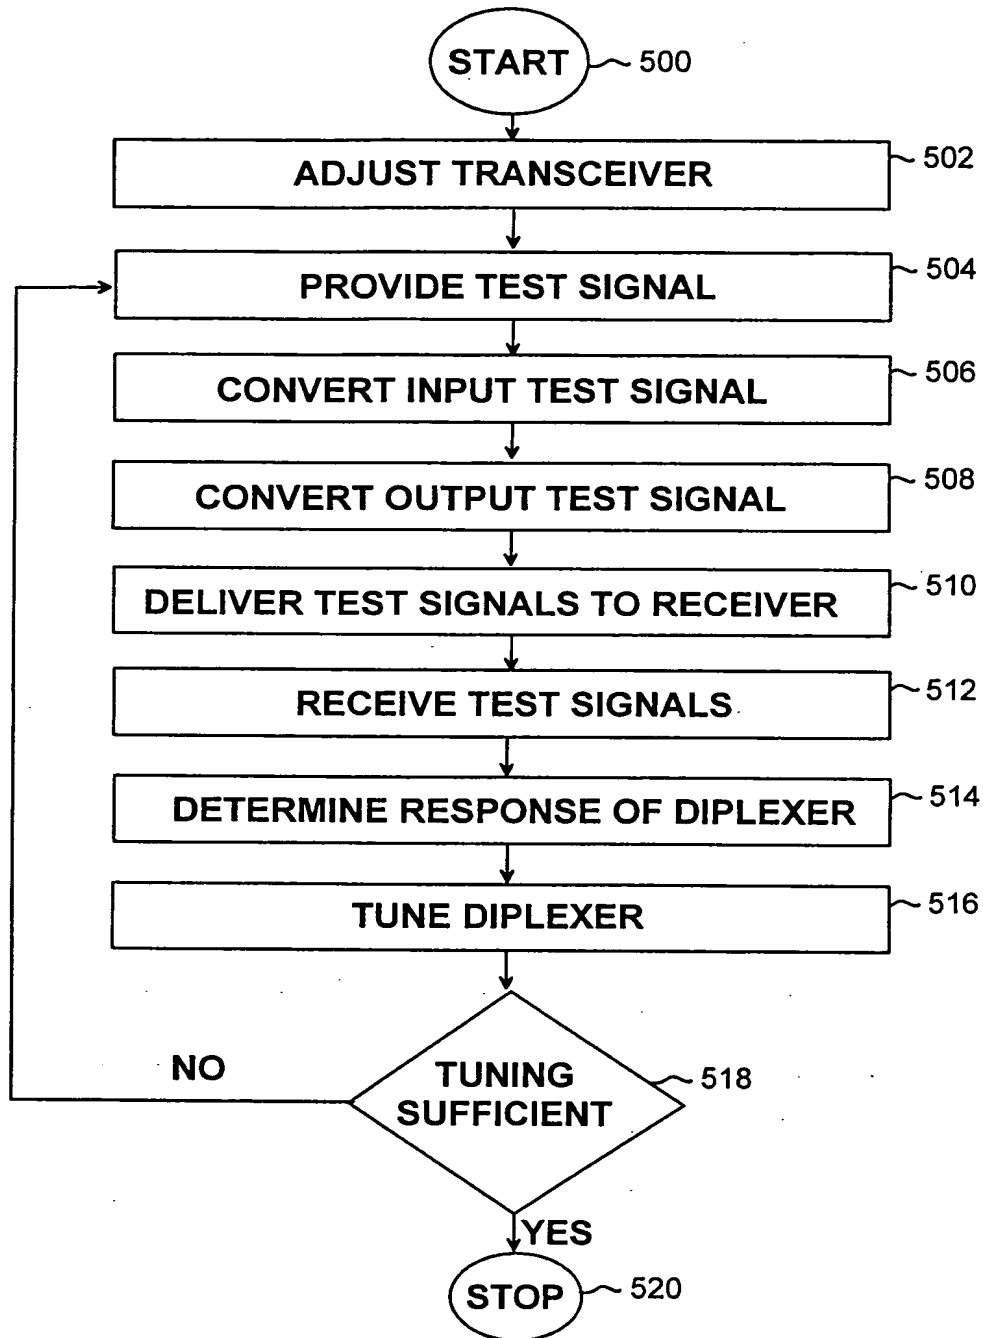 START
500
ADJUST TRANSCEIVER
502
PROVIDE TEST SIGNAL
504
CONVERT INPUT TEST SIGNAL
506
CONVERT OUTPUT TEST SIGNAL
508
DELIVER TEST SIGNALS TO RECEIVER
510
RECEIVE TEST SIGNALS
512
DETERMINE RESPONSE OF DIPLEXER
514
TUNE DIPLEXER
516
NO
TUNING
SUFFICIENT
518
YES
STOP
520